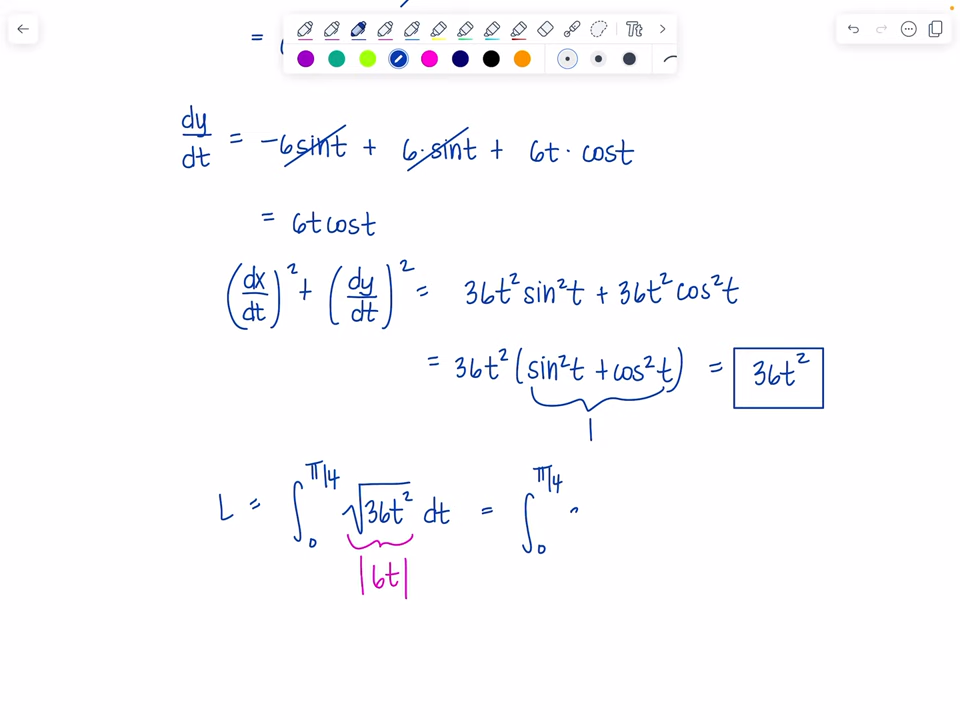 =
dy/dt = -6sint + 6·sint + 6t·cost
= 6tcost
(dx/dt)² + (dy/dt)² = 36t²sin²t + 36t²cos²t
= 36t²(sin²t + cos²t) = 36t²
1
L = ∫₀^π/4 √36t² dt = ∫₀^π/4
|6t|
Tt